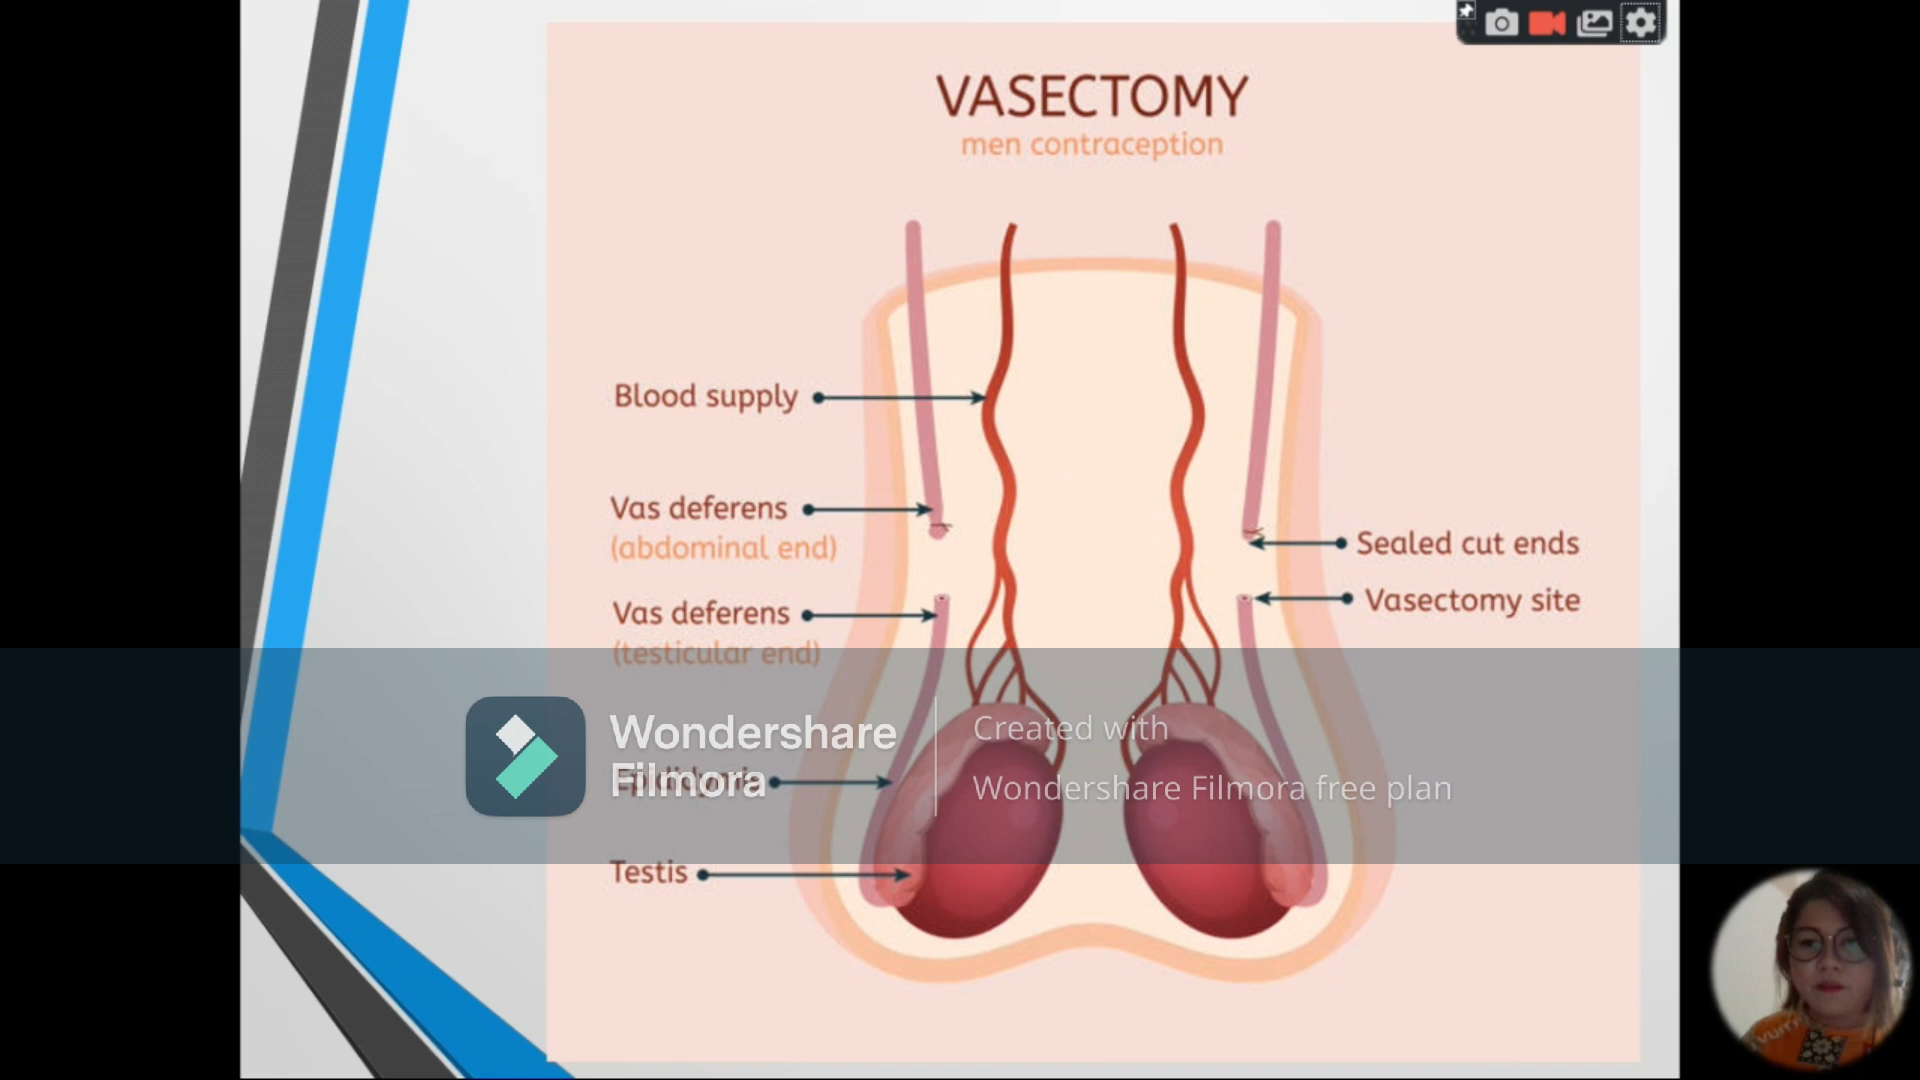 VASECTOMY
men contraception
Blood supply
Vas deferens
(abdominal end)
Sealed cut ends
Vasectomy site
Vas deferens
(testicular end)
Wondershare
Filmora
Created with
Wondershare Filmora free plan
Epididymis
Testis